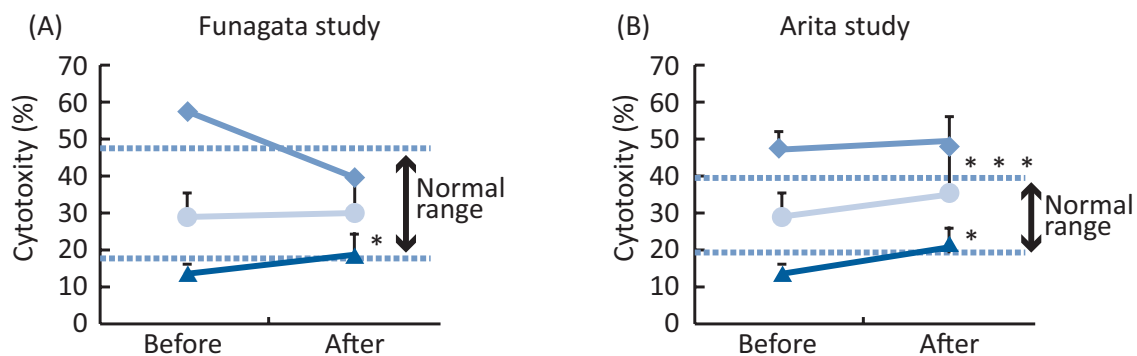 (A) Funagata study
Cytotoxity (%)
70
60
50
40
30
20
10
0
Normal
range
*
Before After
(B) Arita study
Cytotoxity (%)
70
60
50
40
30
20
10
0
* * *
Normal
range
*
Before After